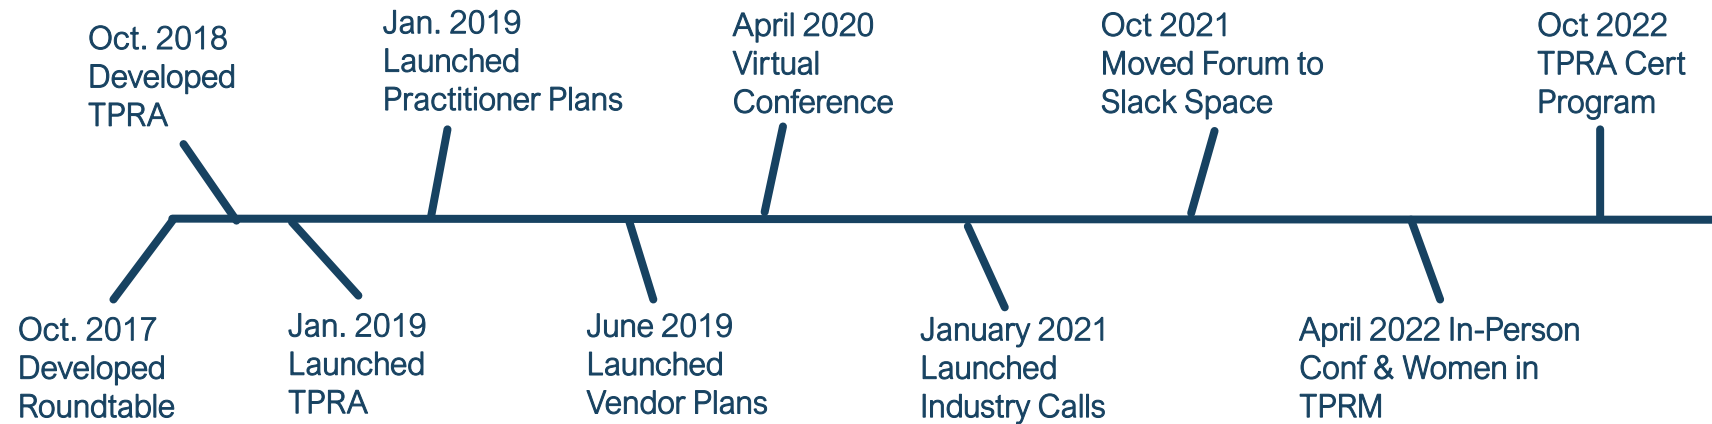 Oct. 2018
Developed
TPRA
Jan. 2019
Launched
Practitioner Plans
April 2020
Virtual
Conference
Oct 2021
Moved Forum to
Slack Space
Oct 2022
TPRA Cert
Program
Oct. 2017
Developed
Roundtable
Jan. 2019
Launched
TPRA
June 2019
Launched
Vendor Plans
January 2021
Launched
Industry Calls
April 2022 In-Person
Conf & Women in
TPRM